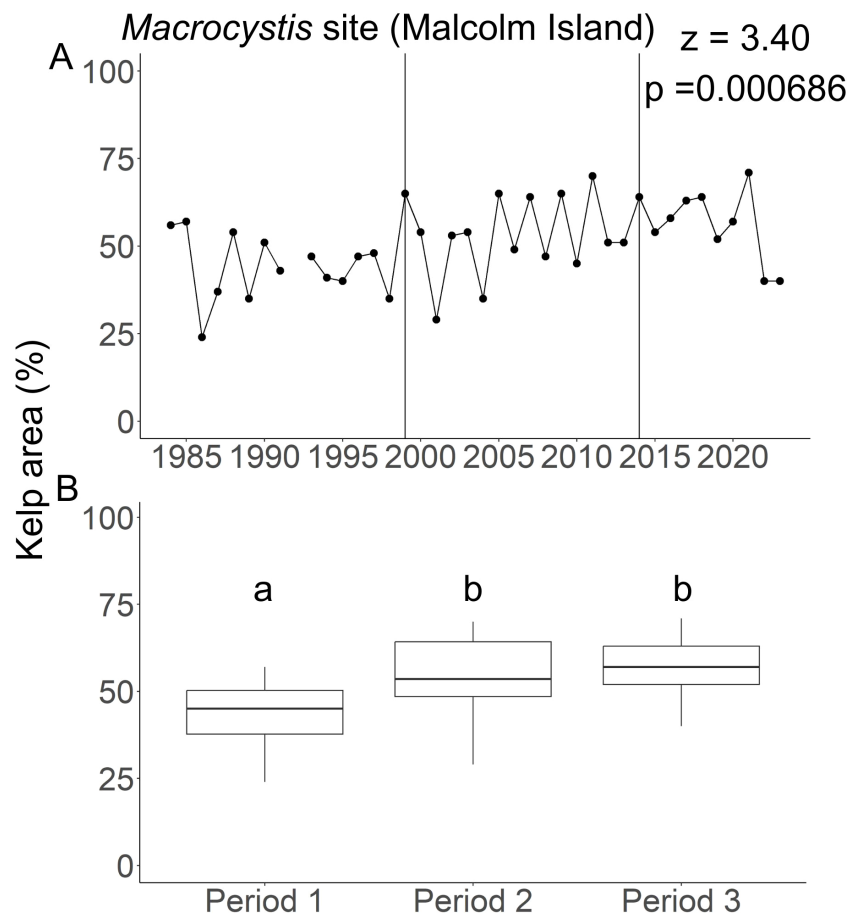 Macrocystis site (Malcolm Island)
z = 3.40
p =0.000686
A
100
75
50
25
0
1985 1990 1995 2000 2005 2010 2015 2020
Kelp area (%)
B
100
75
50
25
0
a b b
Period 1 Period 2 Period 3